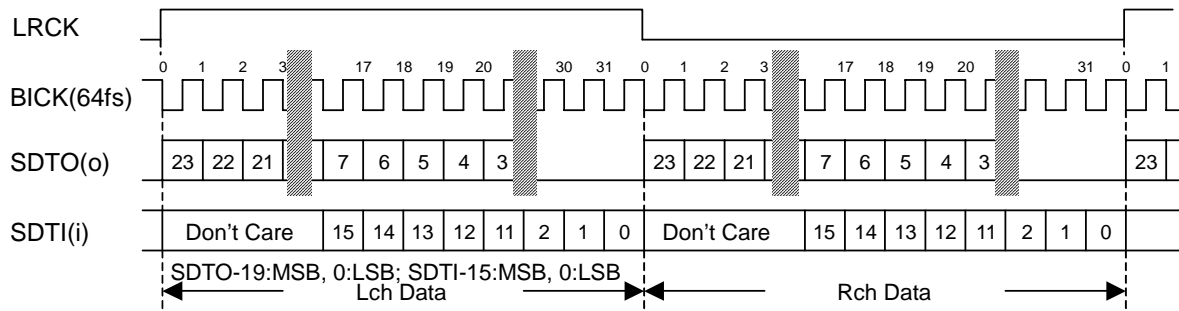 LRCK
0 1 2 3 17 18 19 20 30 31 0 1 2 3 17 18 19 20 31 0 1
BICK(64fs)
SDTO(o) 23 22 21 7 6 5 4 3 23 22 21 7 6 5 4 3 23
SDTI(i) Don't Care 15 14 13 12 11 2 1 0 Don't Care 15 14 13 12 11 2 1 0
SDTO-19:MSB, 0:LSB; SDTI-15:MSB, 0:LSB
Lch Data Rch Data